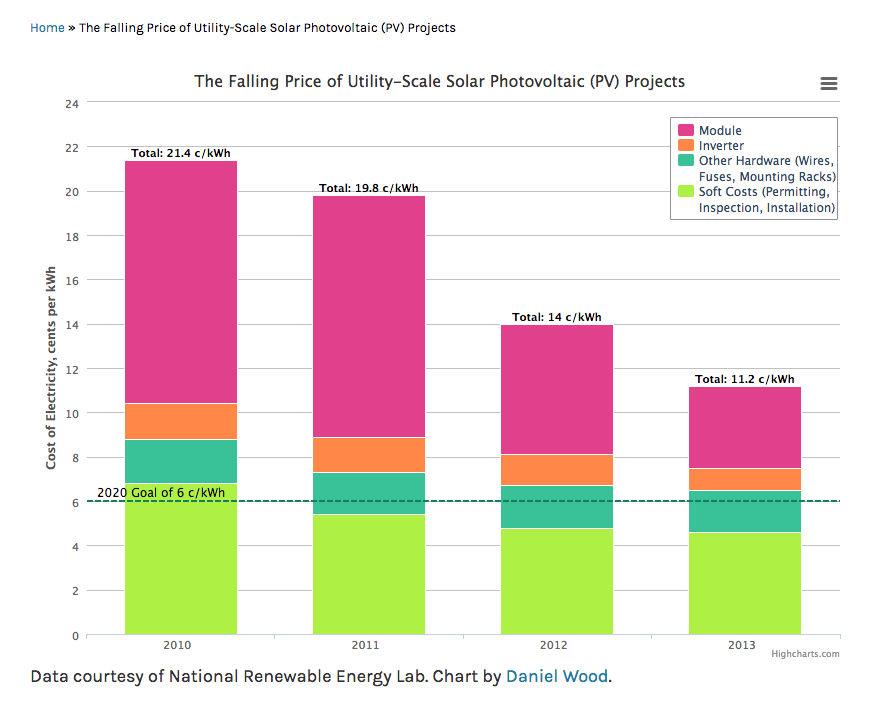 Home » The Falling Price of Utility-Scale Solar Photovoltaic (PV) Projects
The Falling Price of Utility-Scale Solar Photovoltaic (PV) Projects
Module
Inverter
Other Hardware (Wires,
Fuses, Mounting Racks)
Soft Costs (Permitting,
Inspection, Installation)
Cost of Electricity, cents per kWh
24
22
20
18
16
14
12
10
8
6
4
2
0
Total: 21.4 c/kWh
Total: 19.8 c/kWh
Total: 14 c/kWh
Total: 11.2 c/kWh
2020 Goal of 6 c/kWh
2010
2011
2012
2013
Highcharts.com
Data courtesy of National Renewable Energy Lab. Chart by Daniel Wood.